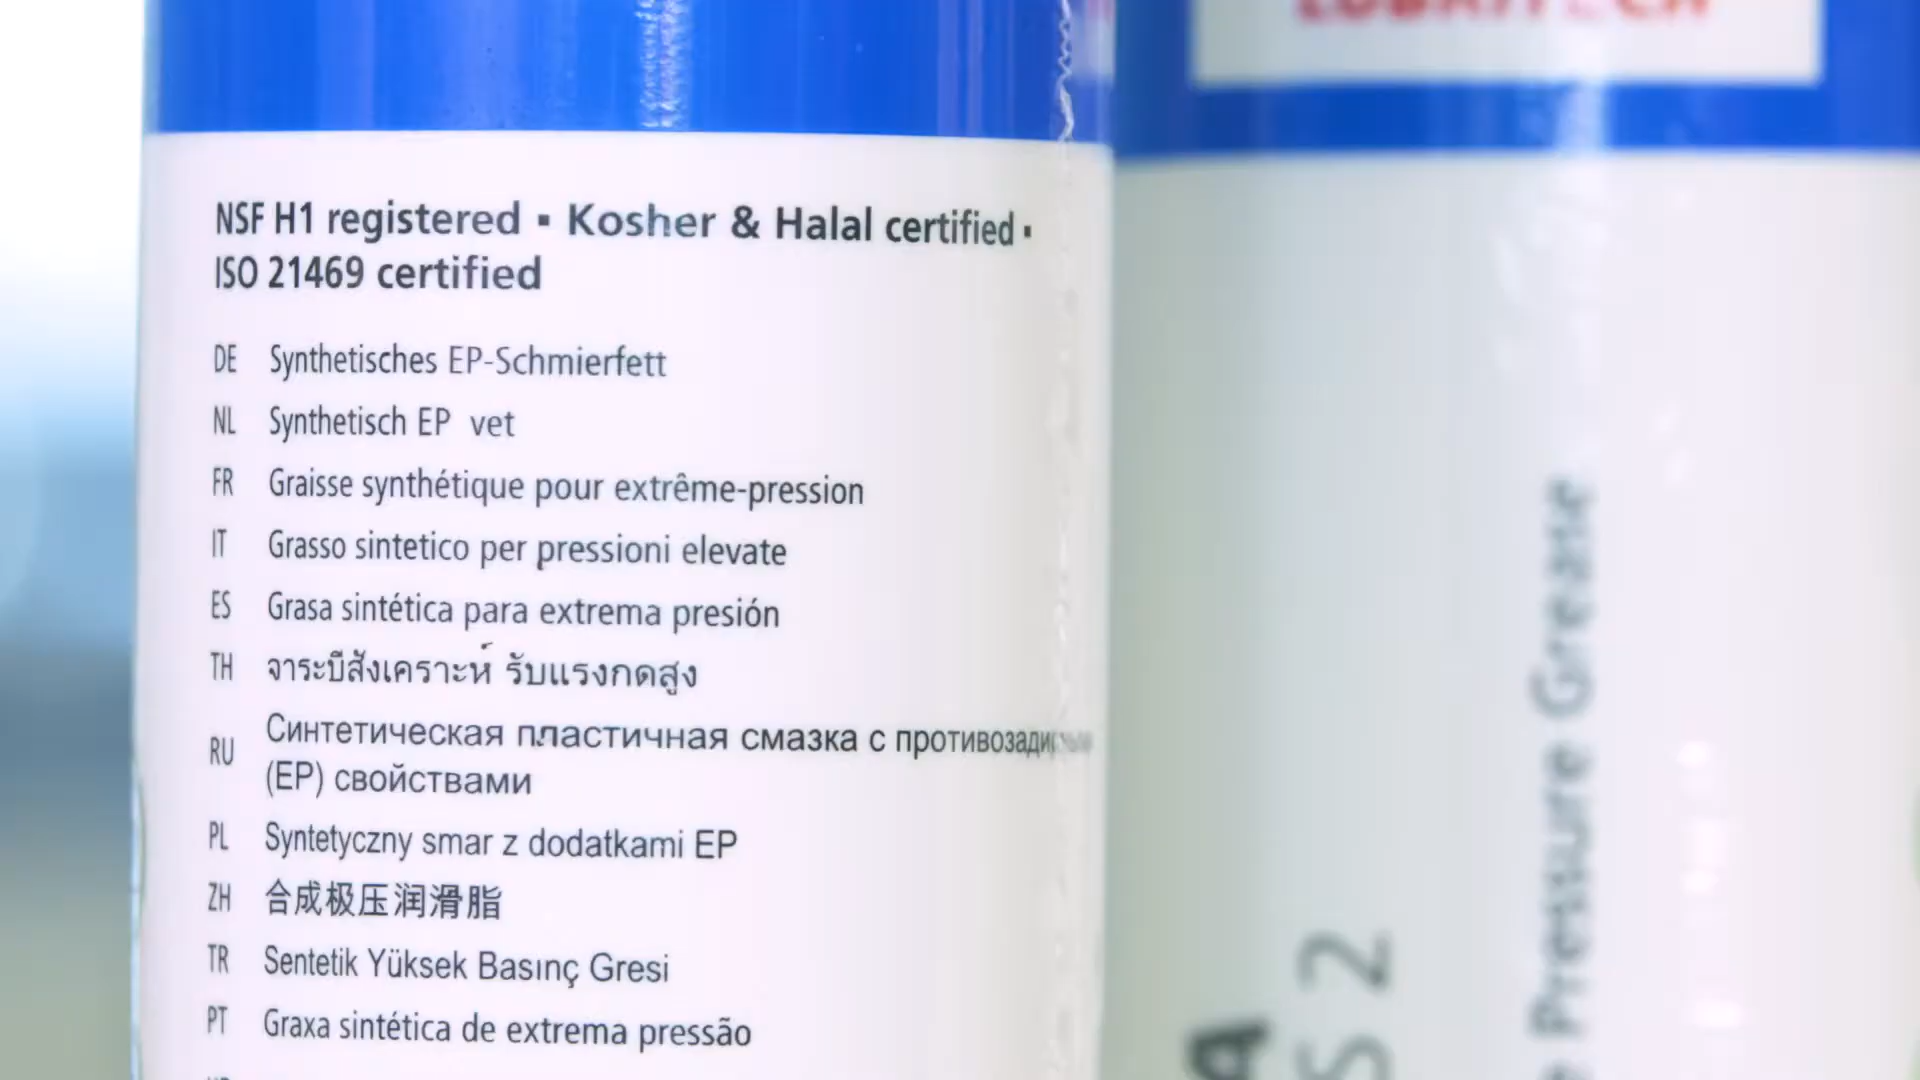 NSF H1 registered ▪ Kosher & Halal certified ▪
ISO 21469 certified
DE Synthetisches EP-Schmierfett
NL Synthetisch EP vet
FR Graisse synthétique pour extrême-pression
IT Grasso sintetico per pressioni elevate
ES Grasa sintética para extrema presión
TH จาระบีสังเคราะห์ รับแรงกดสูง
RU Синтетическая пластичная смазка с
(EP) свойствами
PL Syntetyczny smar z dodatkami EP
ZH 合成极压润滑脂
TR Sentetik Yüksek Basınç Gresi
PT Graxa sintética de extrema pressão
LUBRITECH
A
S 2
Pressure Grease